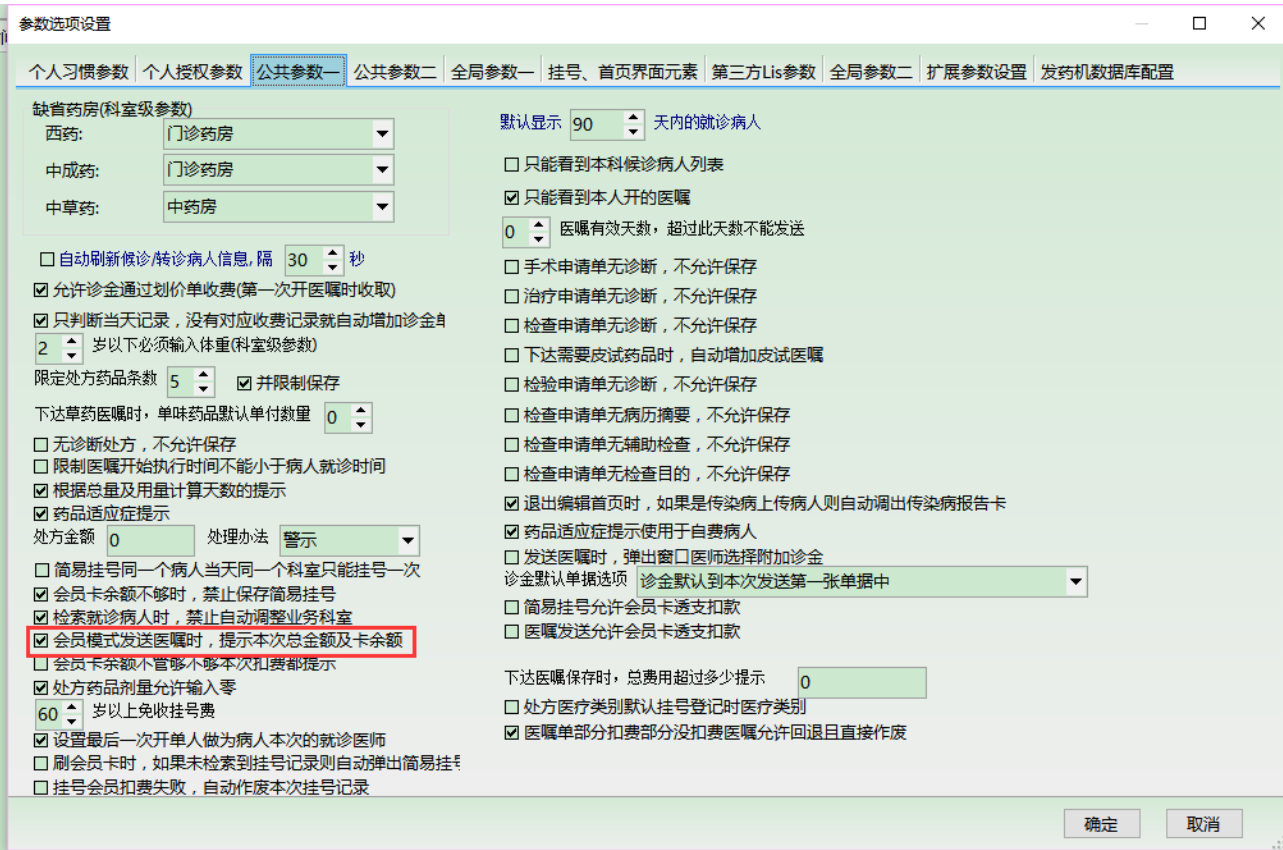 参数选项设置
个人习惯参数 个人授权参数 公共参数一 公共参数二 全局参数一 挂号、首页界面元素 第三方Lis参数 全局参数二 扩展参数设置 发药机数据库配置
缺省药房(科室级参数)
西药: 门诊药房
中成药: 门诊药房
中草药: 中药房
自动刷新候诊/转诊病人信息,隔 30 秒
允许诊金通过划价单收费(第一次开医嘱时收取)
只判断当天记录，没有对应收费记录就自动增加诊金单
2 岁以下必须输入体重(科室级参数)
限定处方药品条数 5 并限制保存
下达草药医嘱时，单味药品默认单付数量 0
无诊断处方，不允许保存
限制医嘱开始执行时间不能小于病人就诊时间
根据总量及用量计算天数的提示
药品适应症提示
处方金额 0 处理办法 警示
简易挂号同一个病人当天同一个科室只能挂号一次
会员卡余额不够时，禁止保存简易挂号
检索就诊病人时，禁止自动调整业务科室
会员模式发送医嘱时，提示本次总金额及卡余额
会员卡余额不管够不够本次扣费都提示
处方药品剂量允许输入零
60 岁以上免收挂号费
设置最后一次开单人做为病人本次的就诊医师
刷会员卡时，如果未检索到挂号记录则自动弹出简易挂号
挂号会员扣费失败，自动作废本次挂号记录
默认显示 90 天内的就诊病人
只能看到本科候诊病人列表
只能看到本人开的医嘱
0 医嘱有效天数，超过此天数不能发送
手术申请单无诊断，不允许保存
治疗申请单无诊断，不允许保存
检查申请单无诊断，不允许保存
下达需要皮试药品时，自动增加皮试医嘱
检验申请单无诊断，不允许保存
检查申请单无病历摘要，不允许保存
检查申请单无辅助检查，不允许保存
检查申请单无检查目的，不允许保存
退出编辑首页时，如果是传染病上传病人则自动调出传染病报告卡
药品适应症提示使用于自费病人
发送医嘱时，弹出窗口医师选择附加诊金
诊金默认单据选项 诊金默认到本次发送第一张单据中
简易挂号允许会员卡透支扣款
医嘱发送允许会员卡透支扣款
下达医嘱保存时，总费用超过多少提示 0
处方医疗类别默认挂号登记时医疗类别
医嘱单部分扣费部分没扣费医嘱允许回退且直接作废
确定 取消